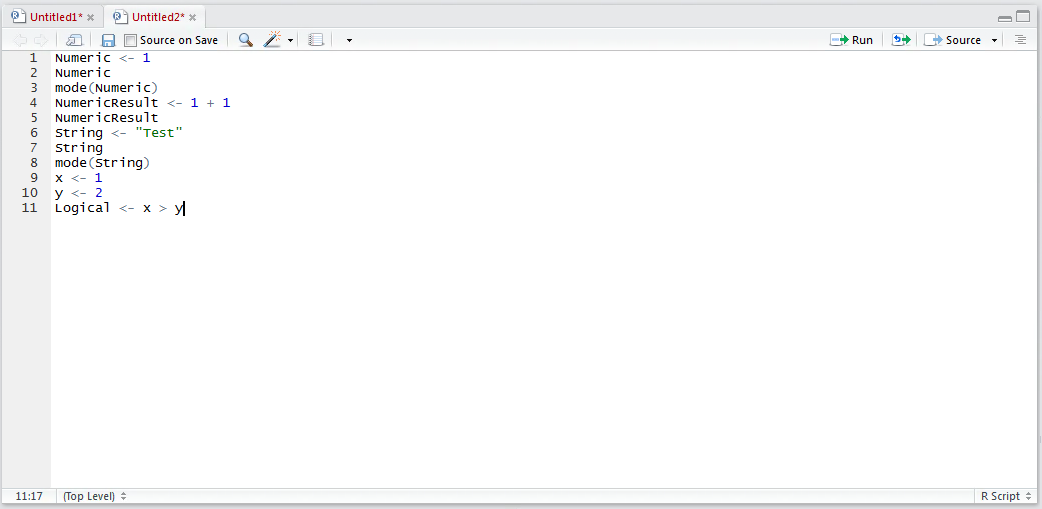 Untitled1* Untitled2*
Source on Save Run Source
1 Numeric <- 1
2 Numeric
3 mode(Numeric)
4 NumericResult <- 1 + 1
5 NumericResult
6 String <- "Test"
7 String
8 mode(String)
9 x <- 1
10 y <- 2
11 Logical <- x > y
11:17 (Top Level) R Script